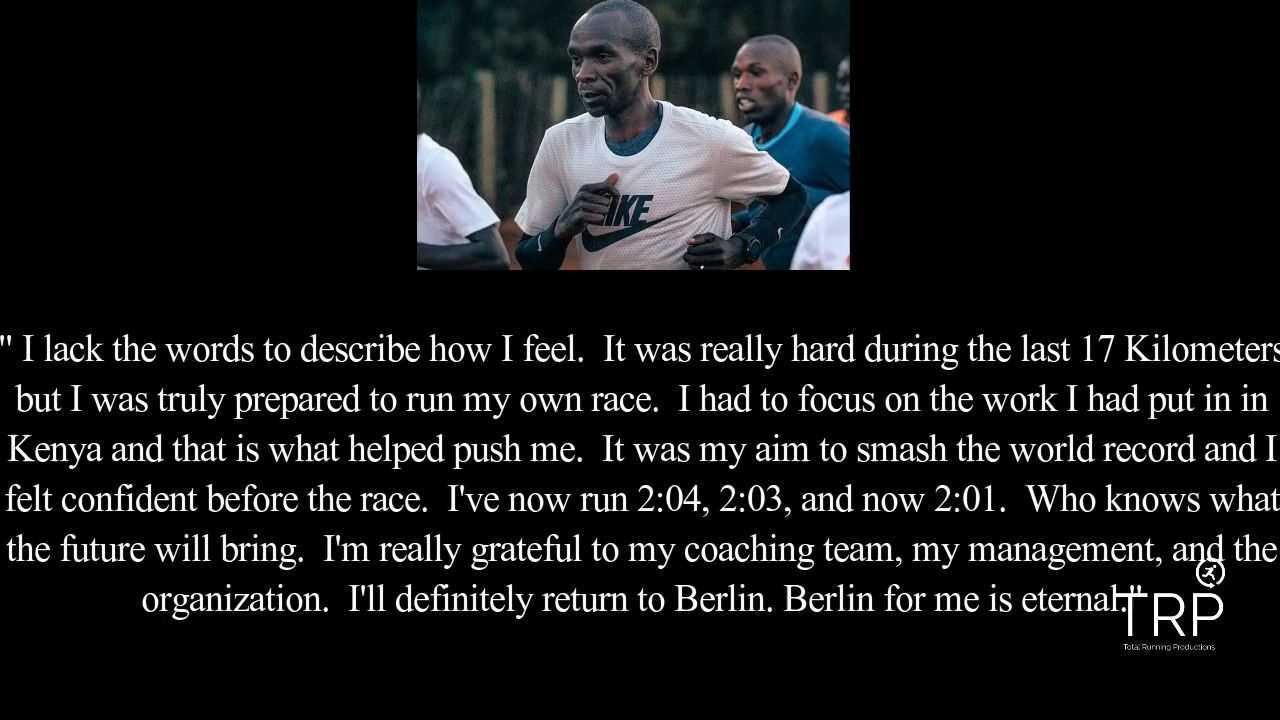 NIKE
" I lack the words to describe how I feel. It was really hard during the last 17 Kilometers
but I was truly prepared to run my own race. I had to focus on the work I had put in in
Kenya and that is what helped push me. It was my aim to smash the world record and I
felt confident before the race. I've now run 2:04, 2:03, and now 2:01. Who knows what
the future will bring. I'm really grateful to my coaching team, my management, and the
organization. I'll definitely return to Berlin. Berlin for me is eternal."
TRP
Total Running Productions